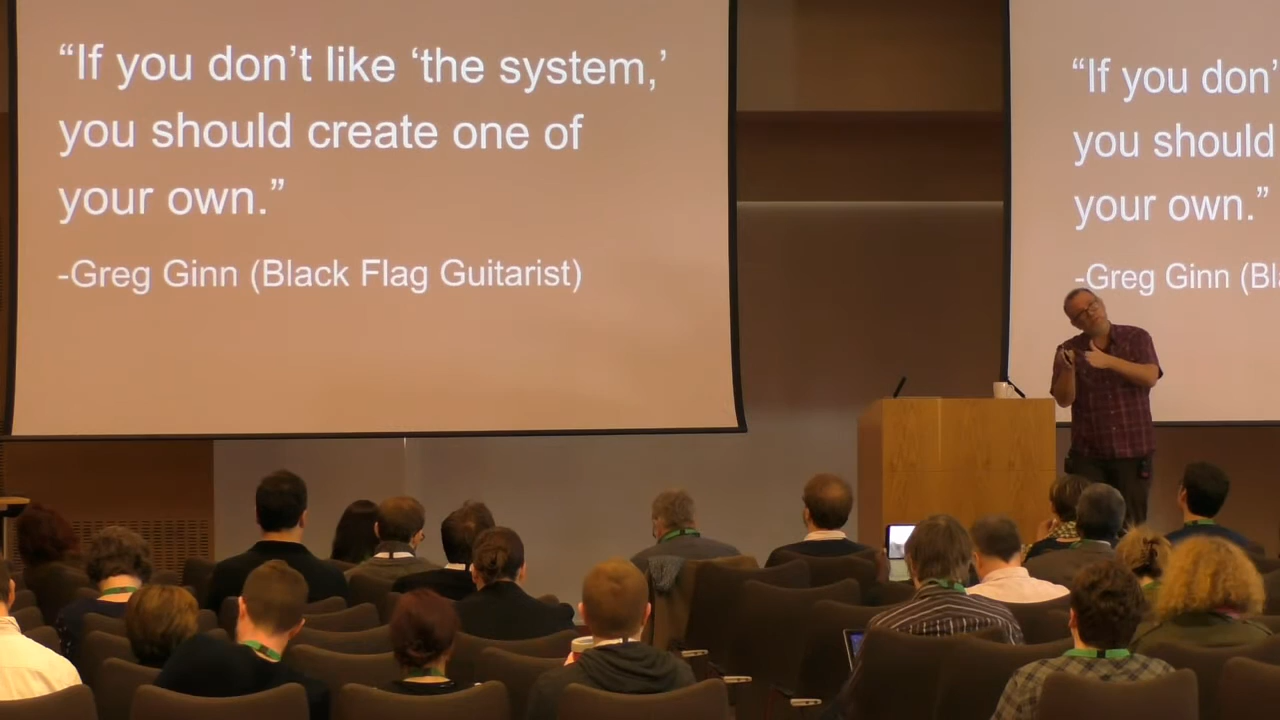 “If you don’t like ‘the system,’
you should create one of
your own.”
-Greg Ginn (Black Flag Guitarist)
“If you don’
you should
your own.”
-Greg Ginn (Bla